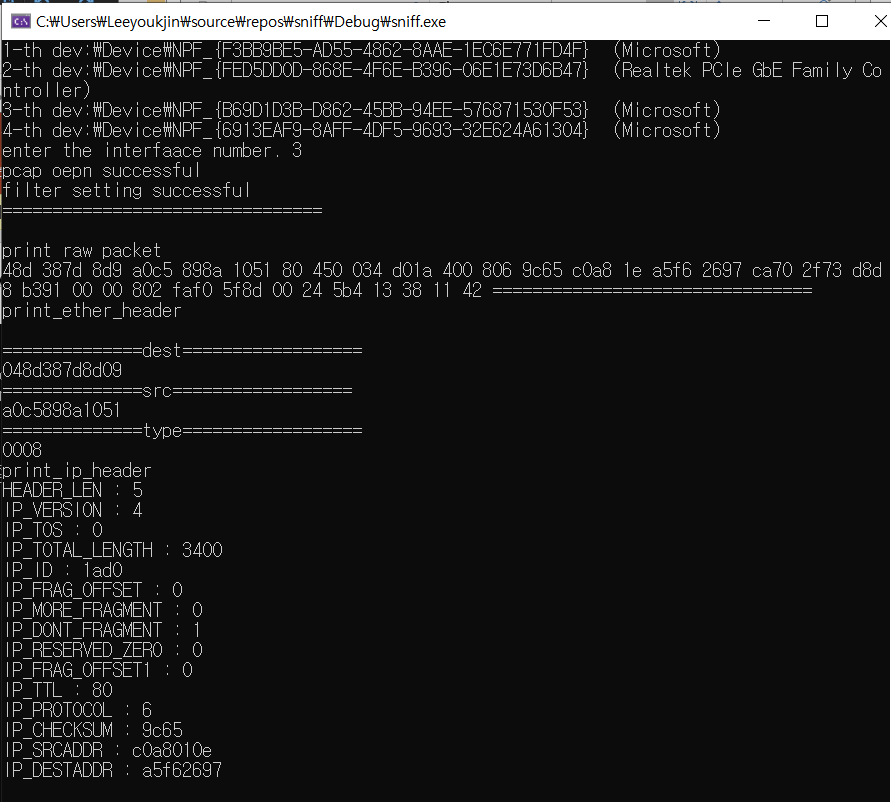 C:₩Users₩Leeyoukjin₩source₩repos₩sniff₩Debug₩sniff.exe
1-th dev:₩Device₩NPF_{F3BB9BE5-AD55-4862-8AAE-1EC6E771FD4F}  (Microsoft)
2-th dev:₩Device₩NPF_{FED5DD0D-868E-4F6E-B396-06E1E73D6B47}  (Realtek PCIe GbE Family Co
ntroller)
3-th dev:₩Device₩NPF_{B69D1D3B-D862-45BB-94EE-576871530F53}  (Microsoft)
4-th dev:₩Device₩NPF_{6913EAF9-8AFF-4DF5-9693-32E624A61304}  (Microsoft)
enter the interfaace number. 3
pcap oepn successful
filter setting successful
================================
print raw packet
48d 387d 8d9 a0c5 898a 1051 80 450 034 d01a 400 806 9c65 c0a8 1e a5f6 2697 ca70 2f73 d8d
8 b391 00 00 802 faf0 5f8d 00 24 5b4 13 38 11 42 ================================
print_ether_header
==============dest==================
048d387d8d09
==============src==================
a0c5898a1051
==============type==================
0008
print_ip_header
HEADER_LEN : 5
IP_VERSION : 4
IP_TOS : 0
IP_TOTAL_LENGTH : 3400
IP_ID : 1ad0
IP_FRAG_OFFSET : 0
IP_MORE_FRAGMENT : 0
IP_DONT_FRAGMENT : 1
IP_RESERVED_ZERO : 0
IP_FRAG_OFFSET1 : 0
IP_TTL : 80
IP_PROTOCOL : 6
IP_CHECKSUM : 9c65
IP_SRCADDR : c0a8010e
IP_DESTADDR : a5f62697